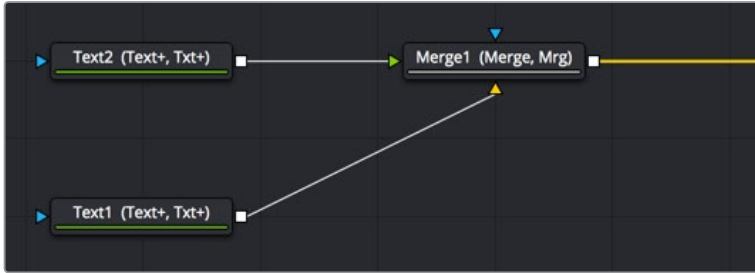 Text2 (Text+, Txt+)
Merge1 (Merge, Mrg)
Text1 (Text+, Txt+)